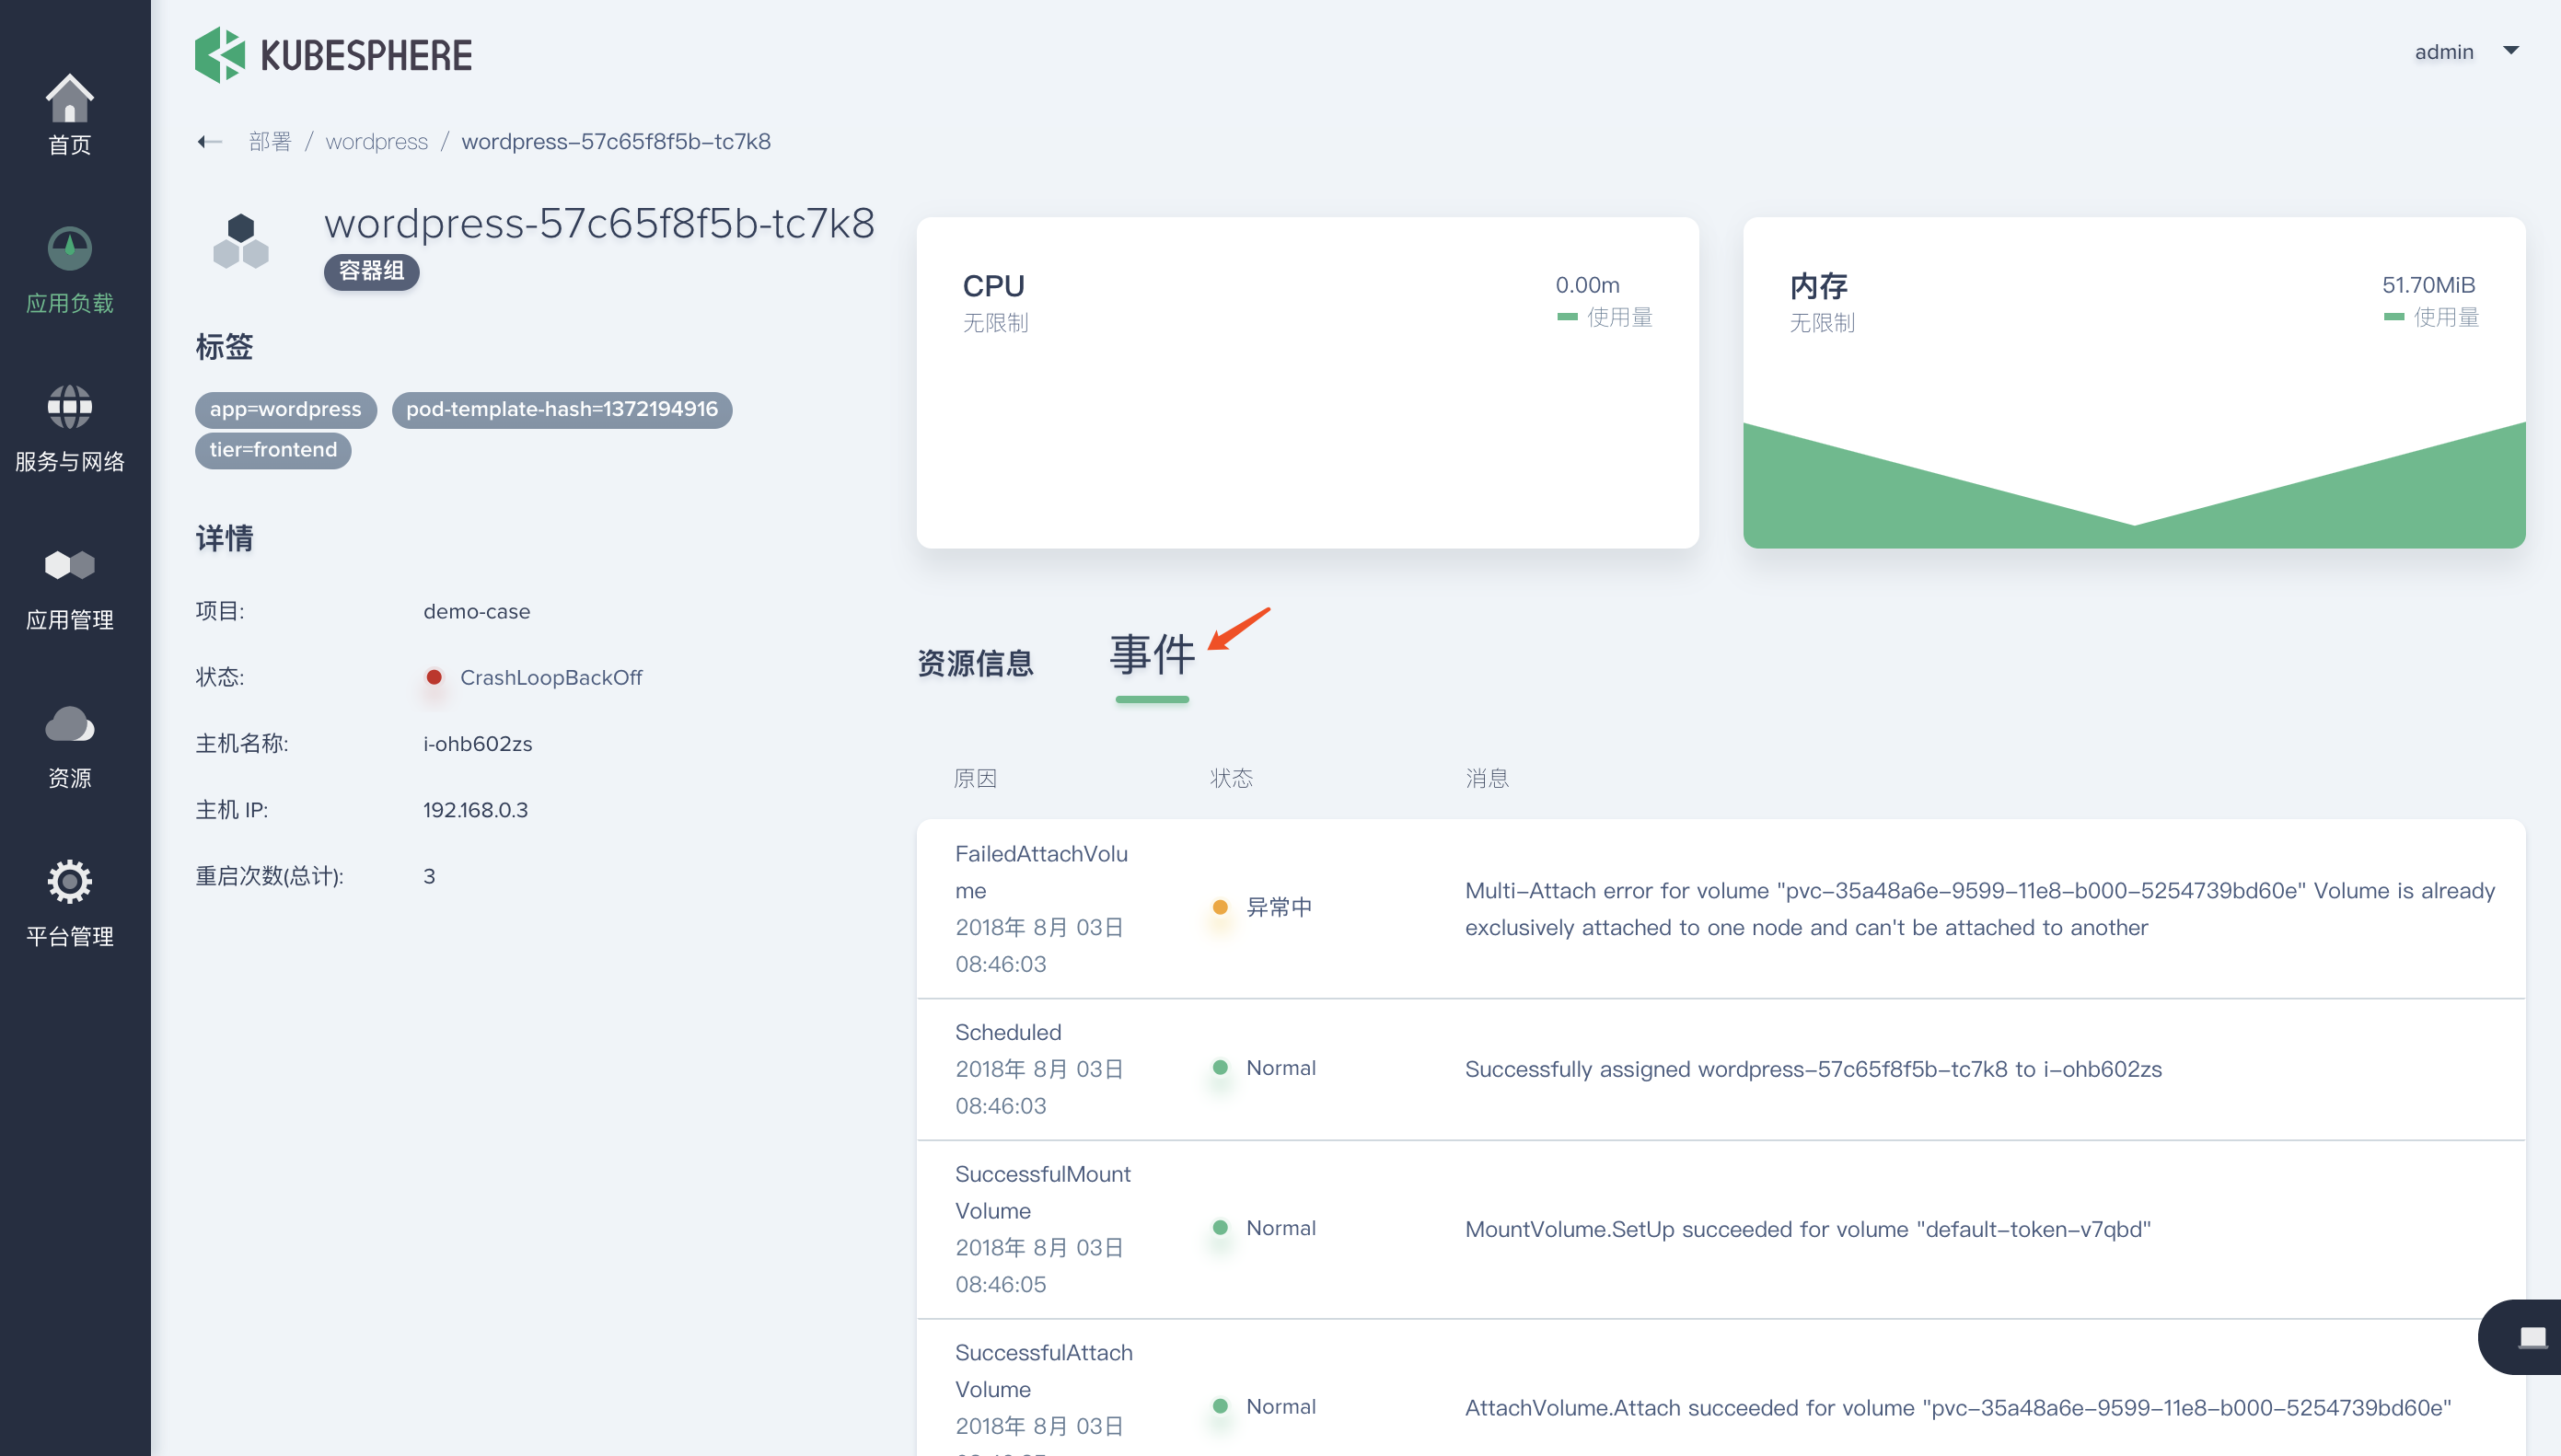 KUBESPHERE
admin
首页
应用负载
服务与网络
应用管理
资源
平台管理
部署 / wordpress / wordpress-57c65f8f5b-tc7k8
wordpress-57c65f8f5b-tc7k8
容器组
标签
app=wordpress pod-template-hash=1372194916
tier=frontend
详情
项目: demo-case
状态: CrashLoopBackOff
主机名称: i-ohb602zs
主机 IP: 192.168.0.3
重启次数(总计): 3
CPU 0.00m
无限制 使用量
内存 51.70MiB
无限制 使用量
资源信息 事件
原因 状态 消息
FailedAttachVolu
me
2018年 8月 03日
08:46:03
异常中
Multi-Attach error for volume "pvc-35a48a6e-9599-11e8-b000-5254739bd60e" Volume is already
exclusively attached to one node and can't be attached to another
Scheduled
2018年 8月 03日
08:46:03
Normal
Successfully assigned wordpress-57c65f8f5b-tc7k8 to i-ohb602zs
SuccessfulMount
Volume
2018年 8月 03日
08:46:05
Normal
MountVolume.SetUp succeeded for volume "default-token-v7qbd"
SuccessfulAttach
Volume
2018年 8月 03日
Normal
AttachVolume.Attach succeeded for volume "pvc-35a48a6e-9599-11e8-b000-5254739bd60e"